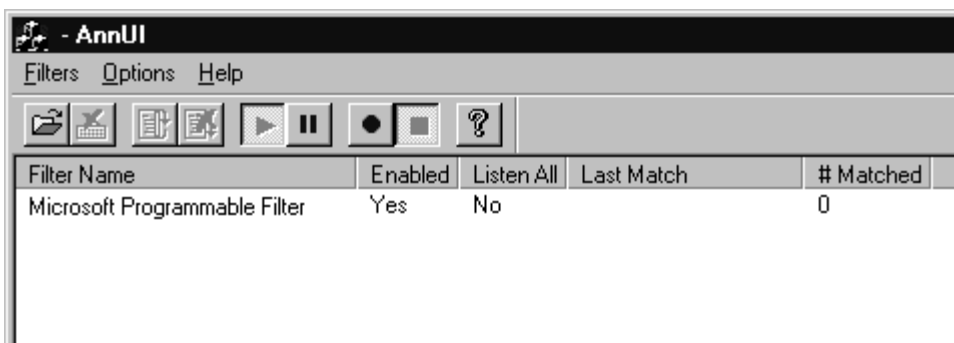 - AnnUI
Filters Options Help
Filter Name Enabled Listen All Last Match # Matched
Microsoft Programmable Filter Yes No 0